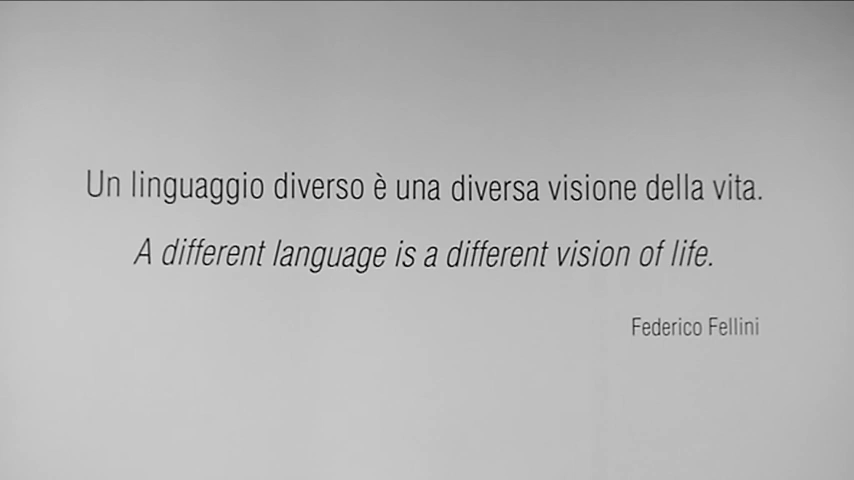 Un linguaggio diverso è una diversa visione della vita.
A different language is a different vision of life.
Federico Fellini